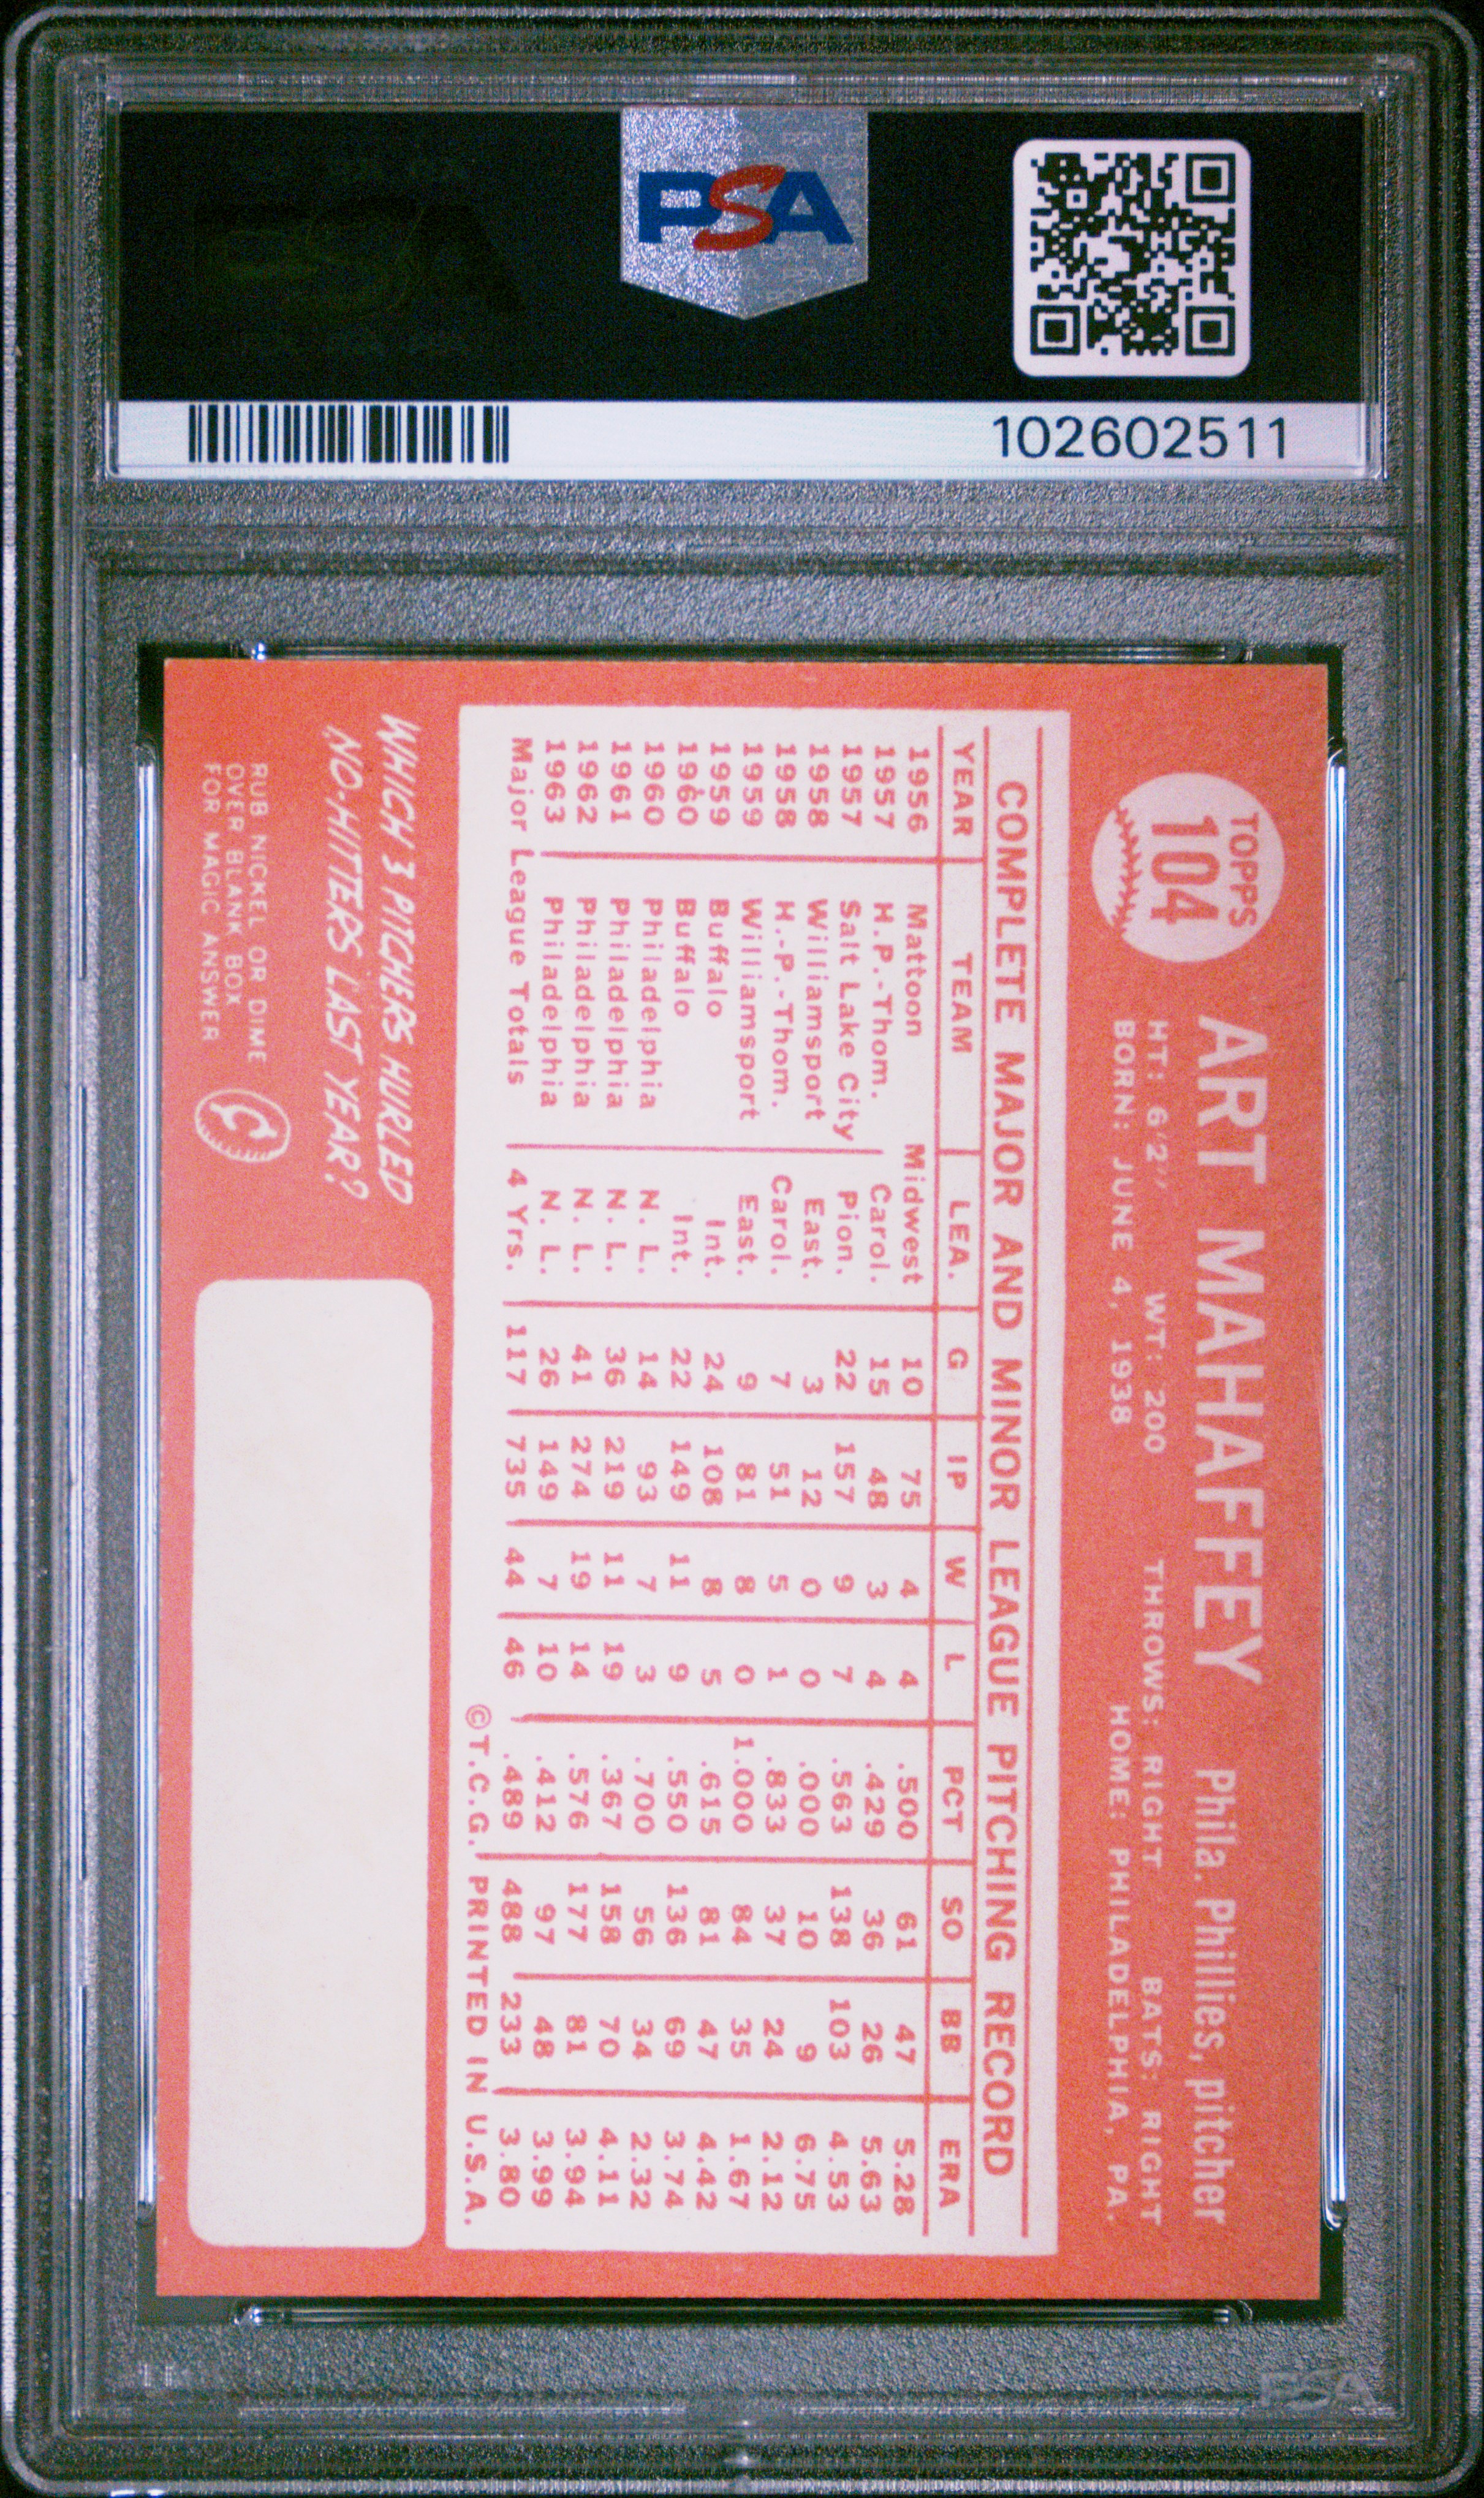 PSA
102602511
TOPPS
104
ART MAHAFFEY Phila. Phillies, pitcher
HT: 6'2" WT: 200 THROWS: RIGHT BATS: RIGHT
BORN: JUNE 4, 1938 HOME: PHILADELPHIA, PA.
COMPLETE MAJOR AND MINOR LEAGUE PITCHING RECORD
YEAR TEAM LEA. G IP W L PCT SO BB ERA
1956 Mattoon Midwest 10 75 4 4 .500 61 47 5.28
1957 H.P.-Thom. Carol. 15 48 3 4 .429 36 26 5.63
1957 Salt Lake City Pion. 22 157 9 7 .563 138 103 4.53
1958 Williamsport East. 3 12 0 0 .000 10 9 6.75
1958 H.-P.-Thom. Carol. 7 51 5 1 .833 37 24 2.12
1959 Williamsport East. 9 81 8 0 1.000 84 35 1.67
1959 Buffalo Int. 24 108 8 5 .615 81 47 4.42
1960 Buffalo Int. 22 149 11 9 .550 136 69 3.74
1960 Philadelphia N. L. 14 93 7 3 .700 56 34 2.32
1961 Philadelphia N. L. 36 219 11 19 .367 158 70 4.11
1962 Philadelphia N. L. 41 274 19 14 .576 177 81 3.94
1963 Philadelphia N. L. 26 149 7 10 .412 97 48 3.99
Major League Totals 4 Yrs. 117 735 44 46 .489 488 233 3.80
©T.C.G. PRINTED IN U.S.A.
WHICH 3 PITCHERS HURLED
NO-HITTERS LAST YEAR?
RUB NICKEL OR DIME
OVER BLANK BOX
FOR MAGIC ANSWER
PSA